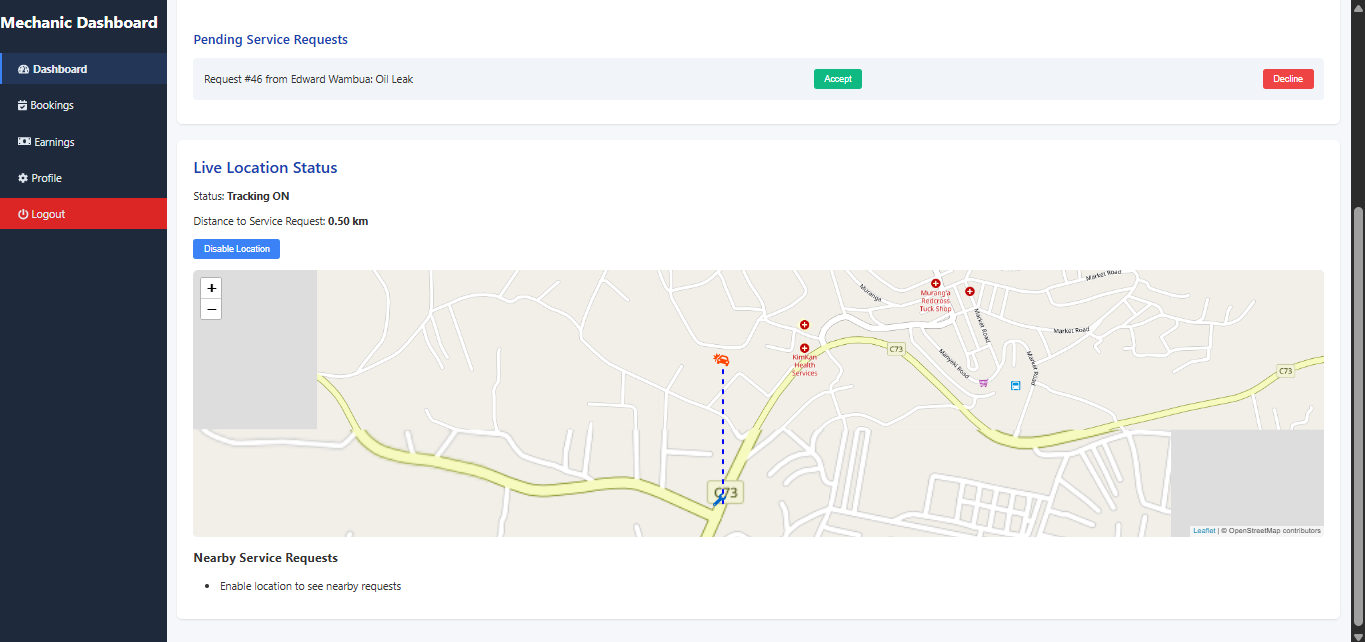 Mechanic Dashboard
Dashboard
Bookings
Earnings
Profile
Logout
Pending Service Requests
Request #46 from Edward Wambua: Oil Leak
Accept
Decline
Live Location Status
Status: Tracking ON
Distance to Service Request: 0.50 km
Disable Location
+
−
Muranga
Murang'a
Redcross
Tuck Shop
Market Road
Market Road
Market Road
Market Road
KimKan
Health
Services
C73
C73
C73
Leaflet | © OpenStreetMap contributors
Nearby Service Requests
Enable location to see nearby requests